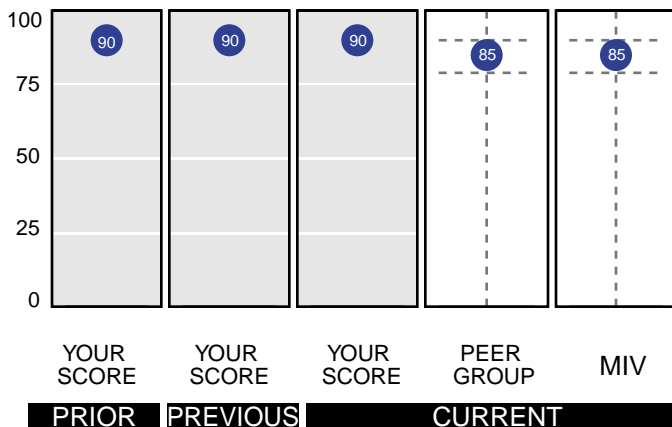 100
75
50
25
0
90
90
90
85
85
YOUR
SCORE
YOUR
SCORE
YOUR
SCORE
PEER
GROUP
MIV
PRIOR
PREVIOUS
CURRENT